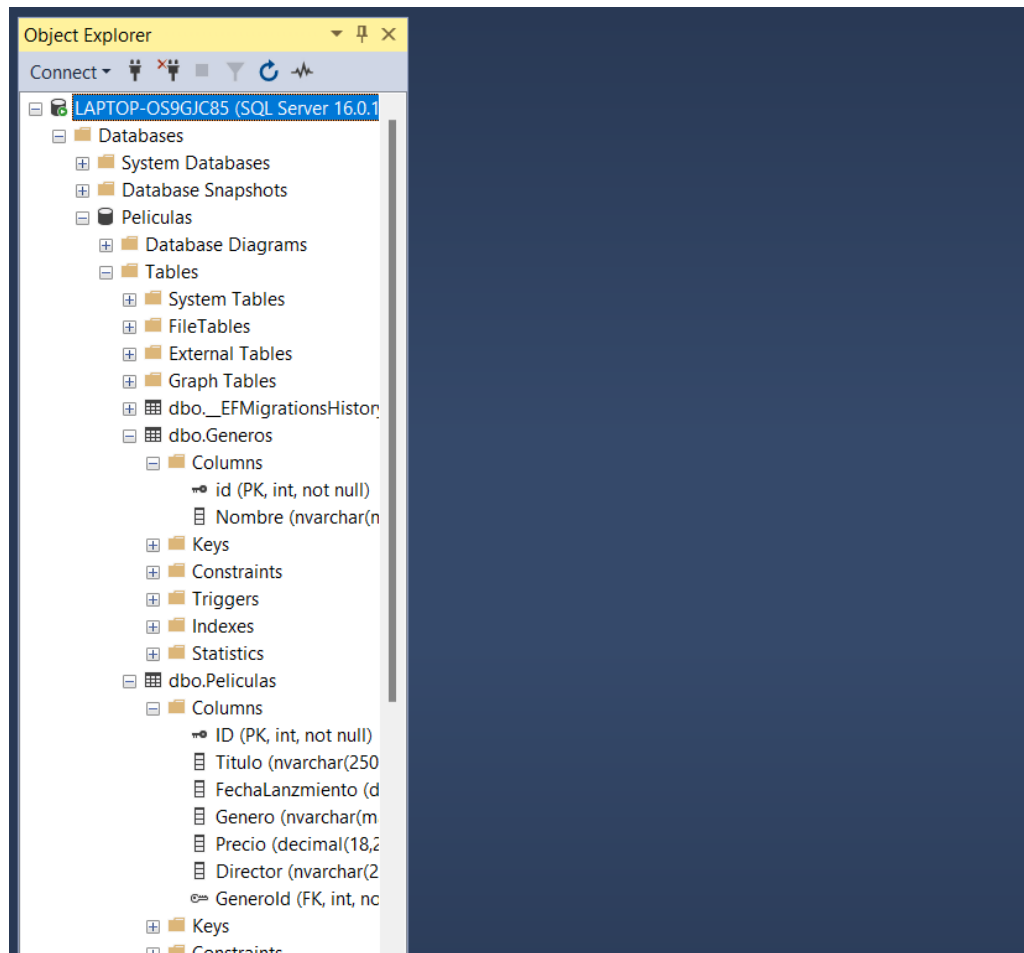 Object Explorer
Connect
LAPTOP-OS9GJC85 (SQL Server 16.0.1
Databases
System Databases
Database Snapshots
Peliculas
Database Diagrams
Tables
System Tables
FileTables
External Tables
Graph Tables
dbo.__EFMigrationsHistory
dbo.Generos
Columns
id (PK, int, not null)
Nombre (nvarchar(m
Keys
Constraints
Triggers
Indexes
Statistics
dbo.Peliculas
Columns
ID (PK, int, not null)
Titulo (nvarchar(250
FechaLanzmiento (d
Genero (nvarchar(m
Precio (decimal(18,2
Director (nvarchar(2
GeneroId (FK, int, no
Keys
Constraints